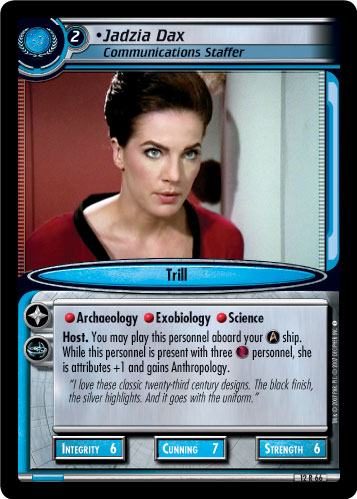 2 •Jadzia Dax
Communications Staffer
Trill
Archaeology Exobiology Science
Host. You may play this personnel aboard your A ship.
While this personnel is present with three personnel, she
is attributes +1 and gains Anthropology.
"I love these classic twenty-third century designs. The black finish,
the silver highlights. And it goes with the uniform."
INTEGRITY 6 CUNNING 7 STRENGTH 6
12 R 66